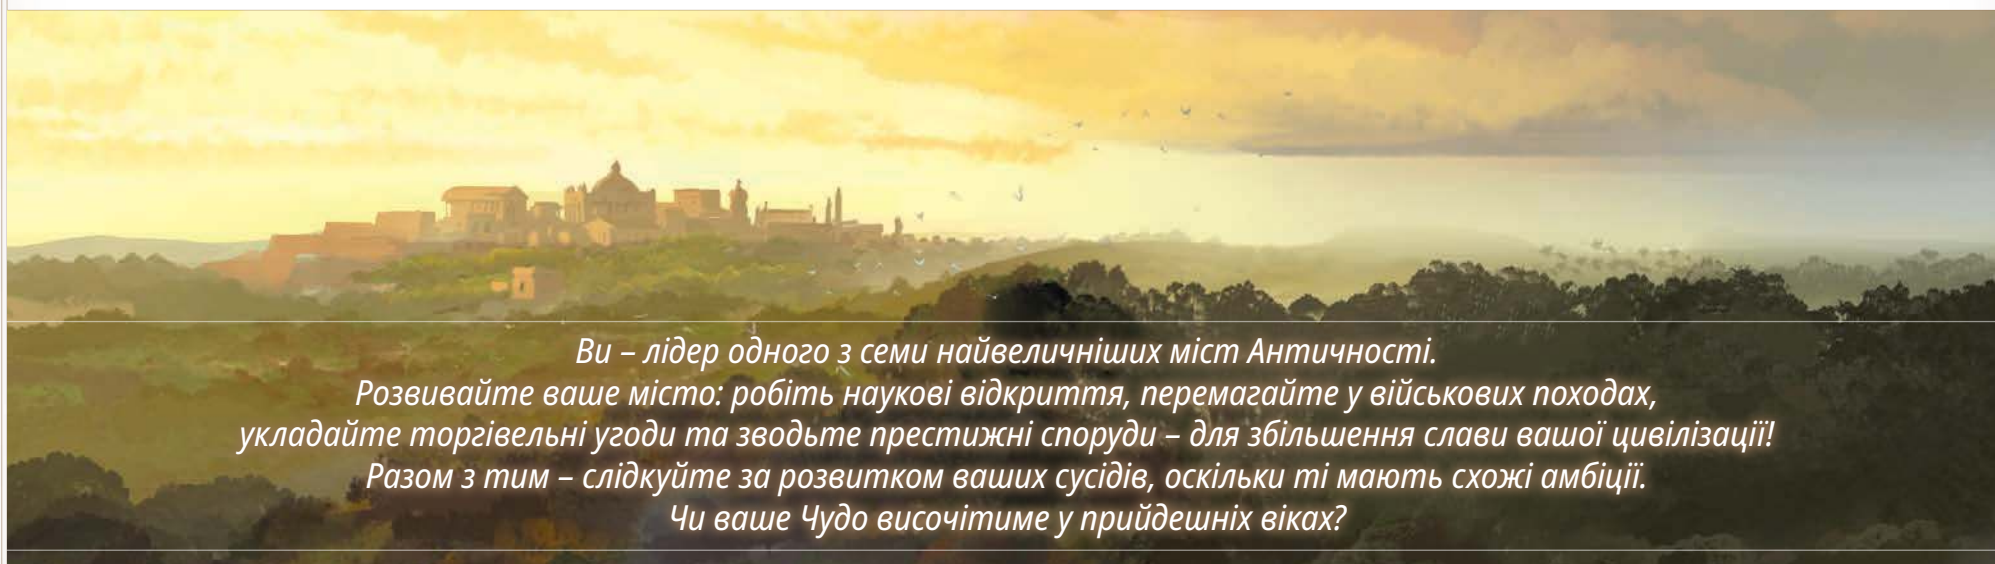 Ви – лідер одного з семи найвеличніших міст Античності.
Розвивайте ваше місто: робіть наукові відкриття, перемагайте у військових походах,
укладайте торгівельні угоди та зводьте престижні споруди – для збільшення слави вашої цивілізації!
Разом з тим – слідкуйте за розвитком ваших сусідів, оскільки ті мають схожі амбіції.
Чи ваше Чудо височітиме у прийдешніх віках?